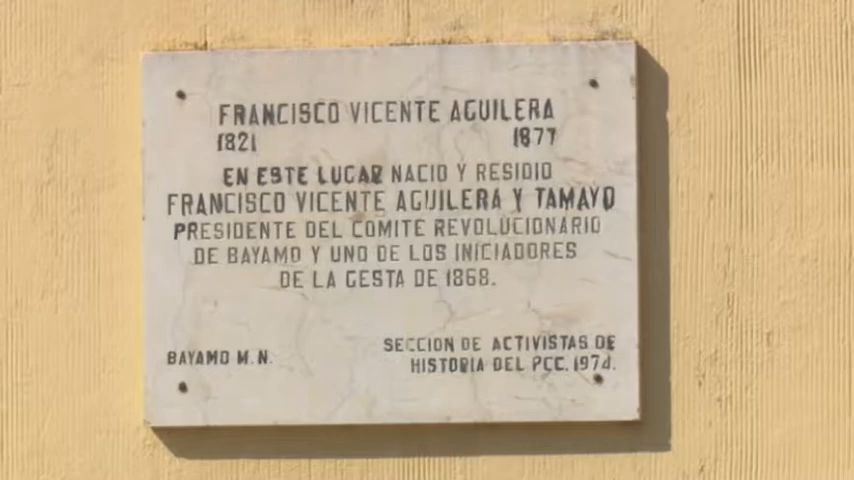 FRANCISCO VICENTE AGUILERA
1821 1877
EN ESTE LUGAR NACIO Y RESIDIO
FRANCISCO VICENTE AGUILERA Y TAMAYO
PRESIDENTE DEL COMITE REVOLUCIONARIO
DE BAYAMO Y UNO DE LOS INICIADORES
DE LA GESTA DE 1868.
SECCION DE ACTIVISTAS DE
BAYAMO M.N. HISTORIA DEL PCC. 1974.